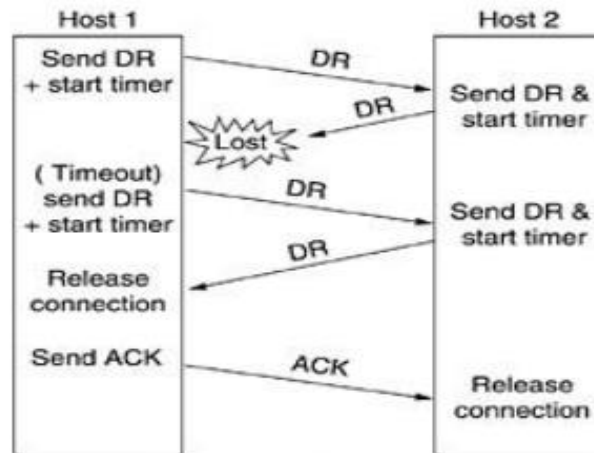 Host 1
Host 2
Send DR
+ start timer
DR
Send DR &
start timer
DR
Lost
( Timeout)
send DR
+ start timer
DR
Send DR &
start timer
DR
Release
connection
Send ACK
ACK
Release
connection